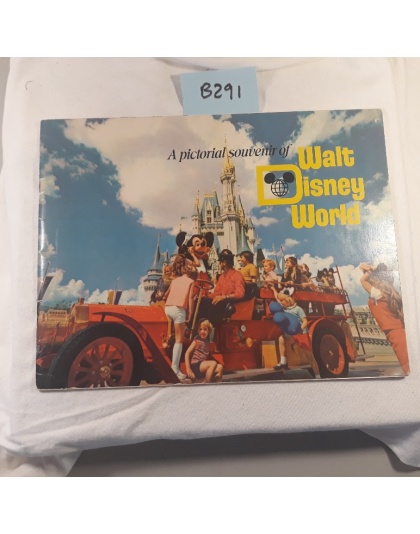 B291
A pictorial souvenir of
Walt
Disney
World